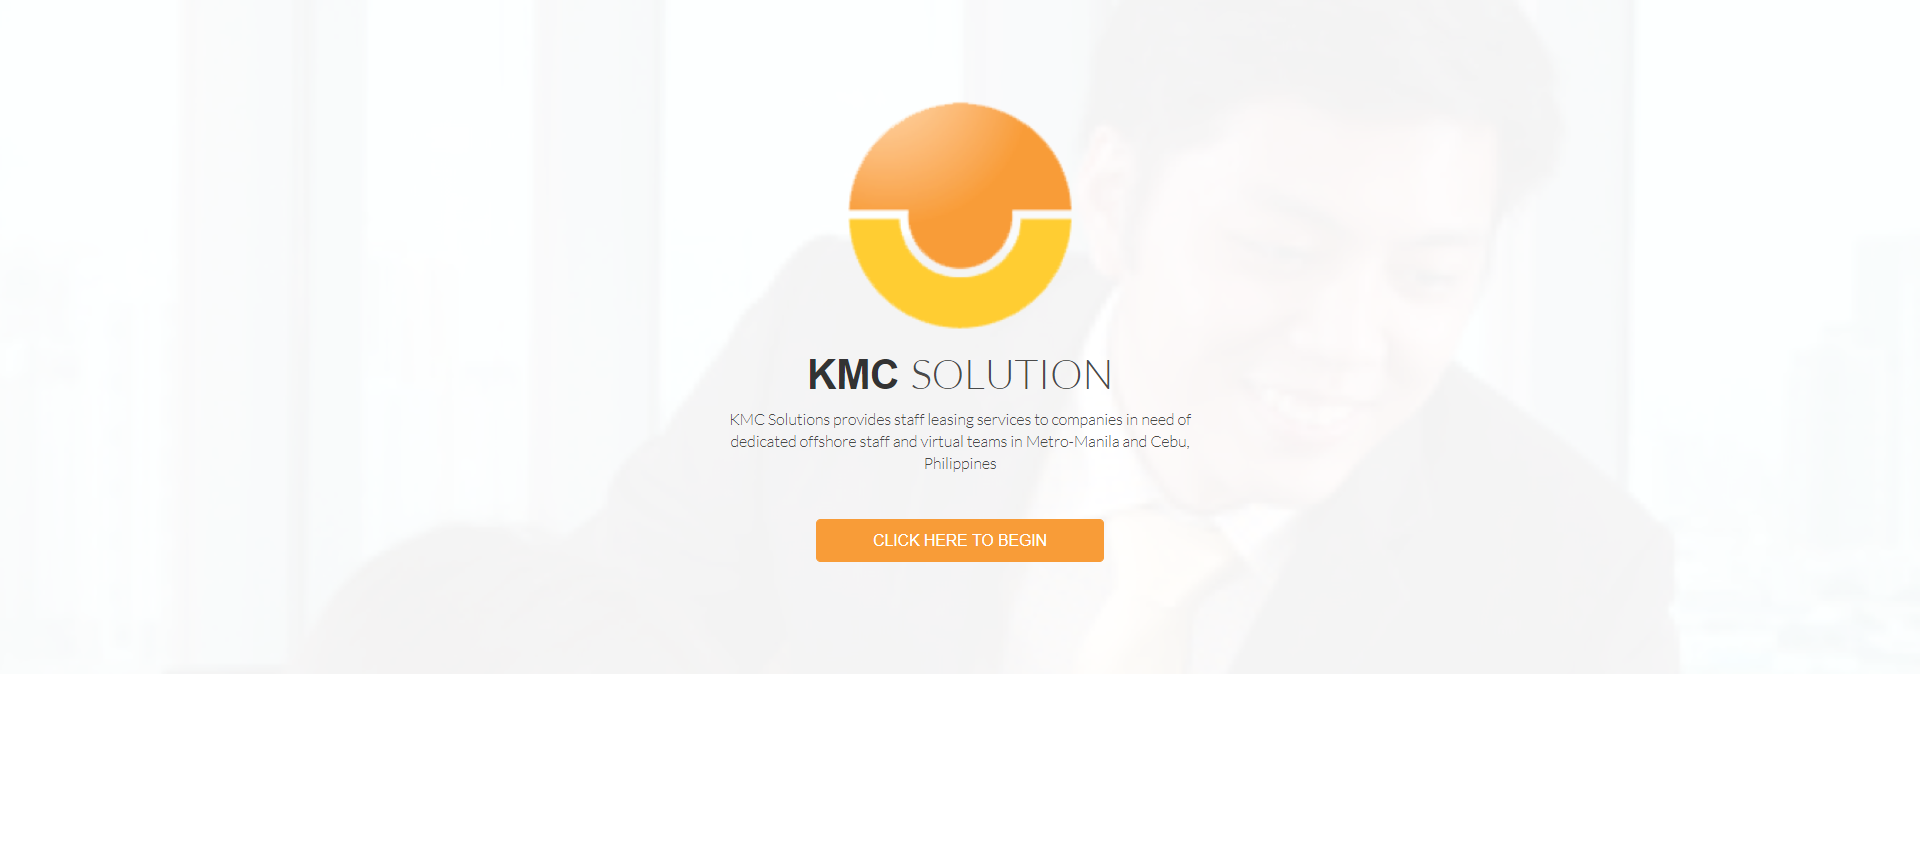 KMC SOLUTION
KMC Solutions provides staff leasing services to companies in need of
dedicated offshore staff and virtual teams in Metro-Manila and Cebu,
Philippines
CLICK HERE TO BEGIN